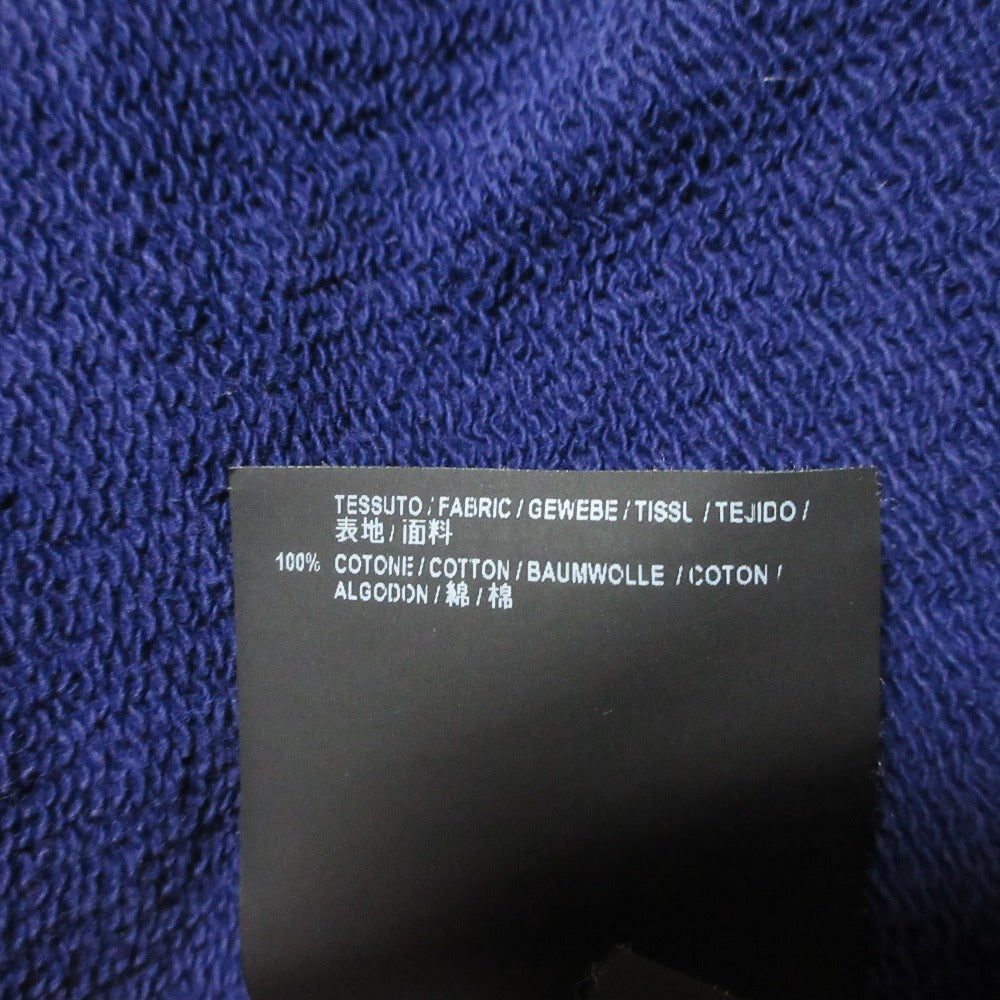 TESSUTO / FABRIC / GEWEBE / TISSU / TEJIDO /
表地 / 面料
100% COTONE / COTTON / BAUMWOLLE / COTON /
ALGODON / 綿 / 棉